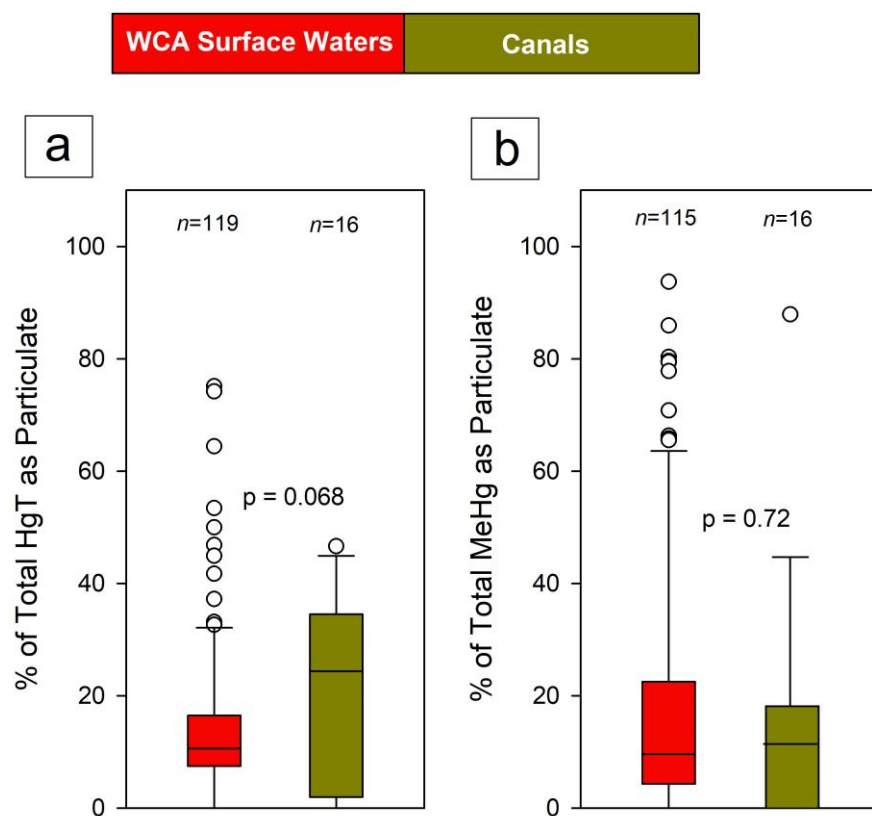 WCA Surface Waters Canals
a
b
n=119 n=16
n=115 n=16
% of Total HgT as Particulate
100
80
60
40
20
0
p = 0.068
% of Total MeHg as Particulate
100
80
60
40
20
0
p = 0.72